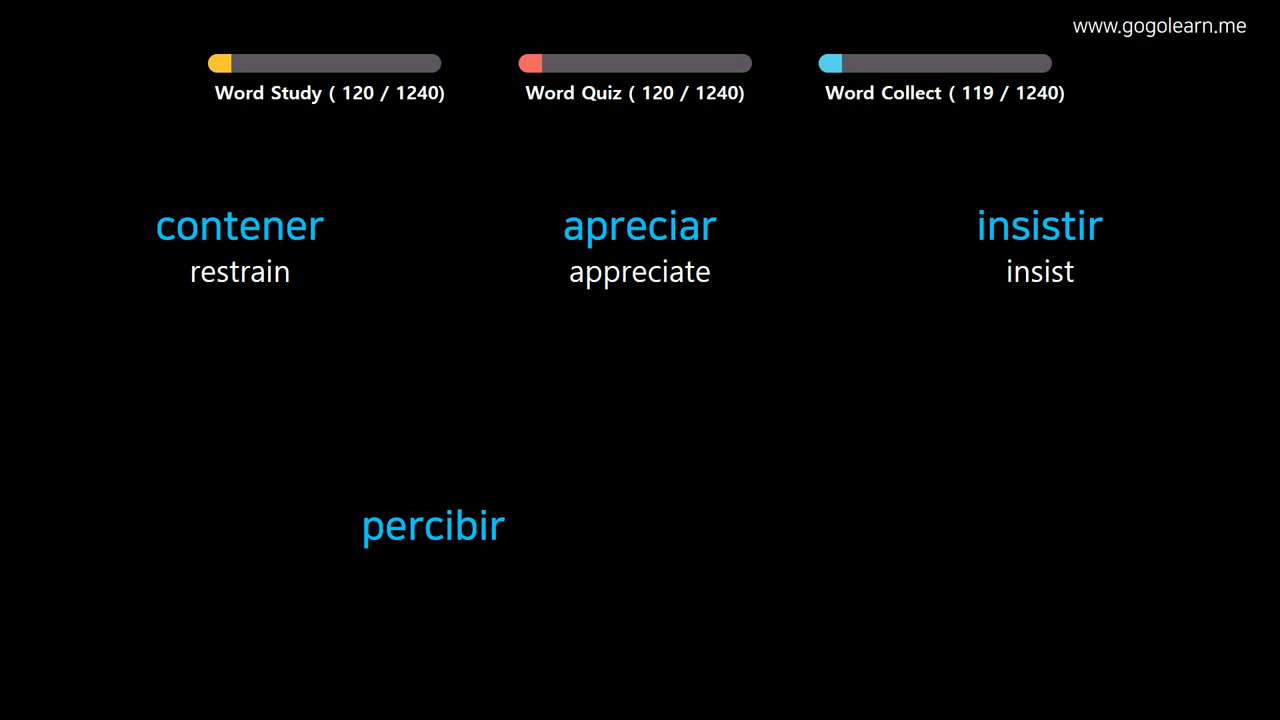 www.gogolearn.me
Word Study ( 120 / 1240)
Word Quiz ( 120 / 1240)
Word Collect ( 119 / 1240)
contener
restrain
apreciar
appreciate
insistir
insist
percibir